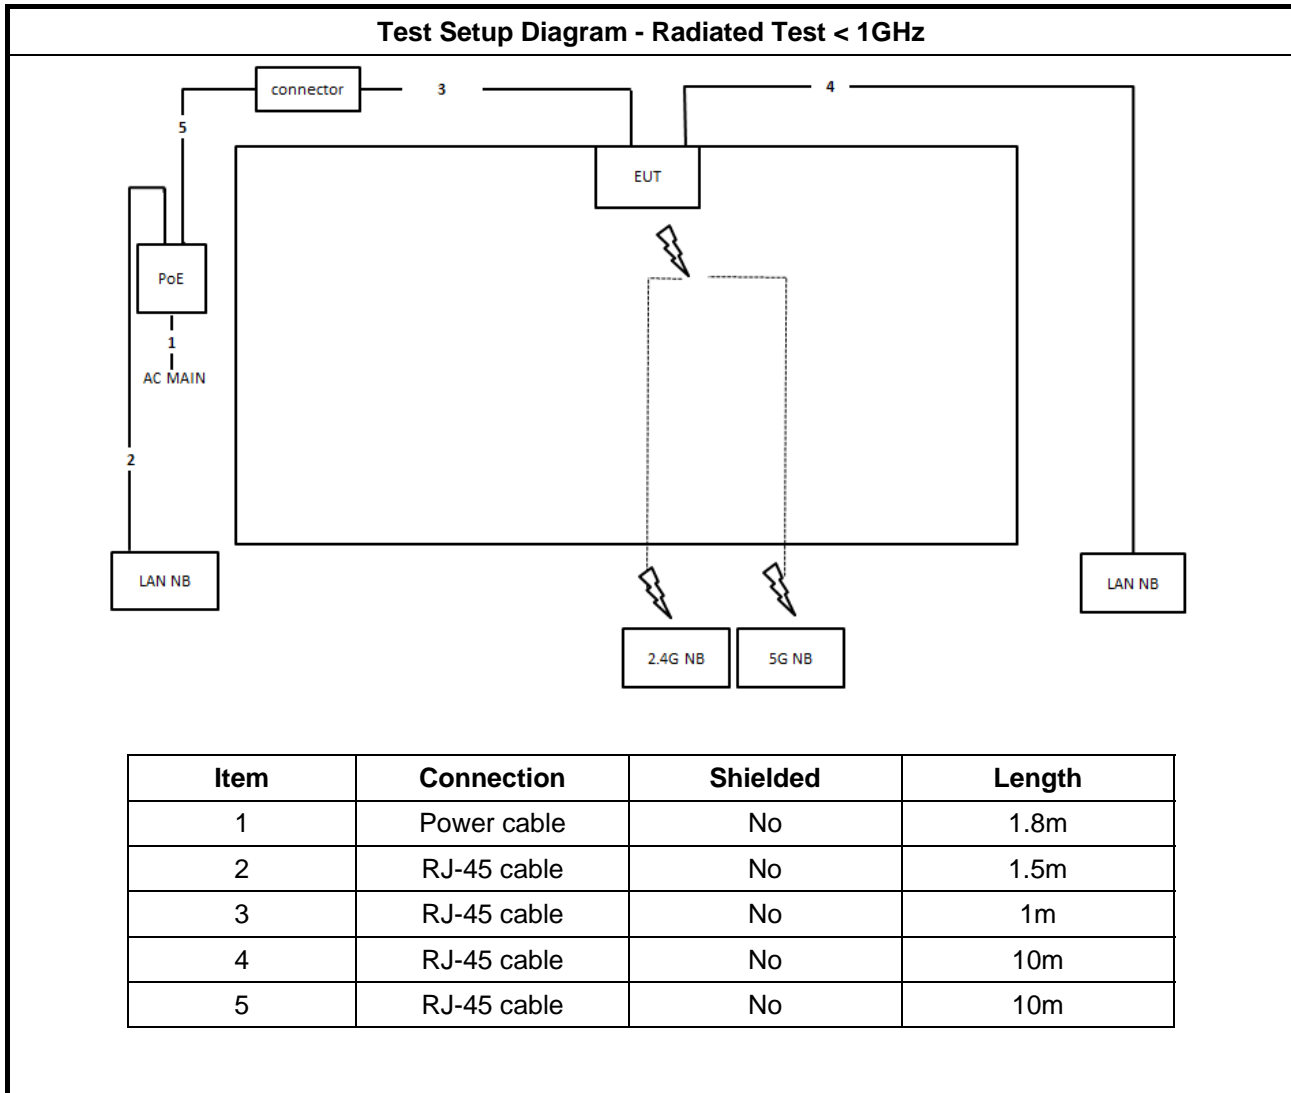 Test Setup Diagram - Radiated Test < 1GHz
connector
3
4
5
EUT
PoE
1
AC MAIN
2
LAN NB
LAN NB
2.4G NB
5G NB
Item Connection Shielded Length
1 Power cable No 1.8m
2 RJ-45 cable No 1.5m
3 RJ-45 cable No 1m
4 RJ-45 cable No 10m
5 RJ-45 cable No 10m